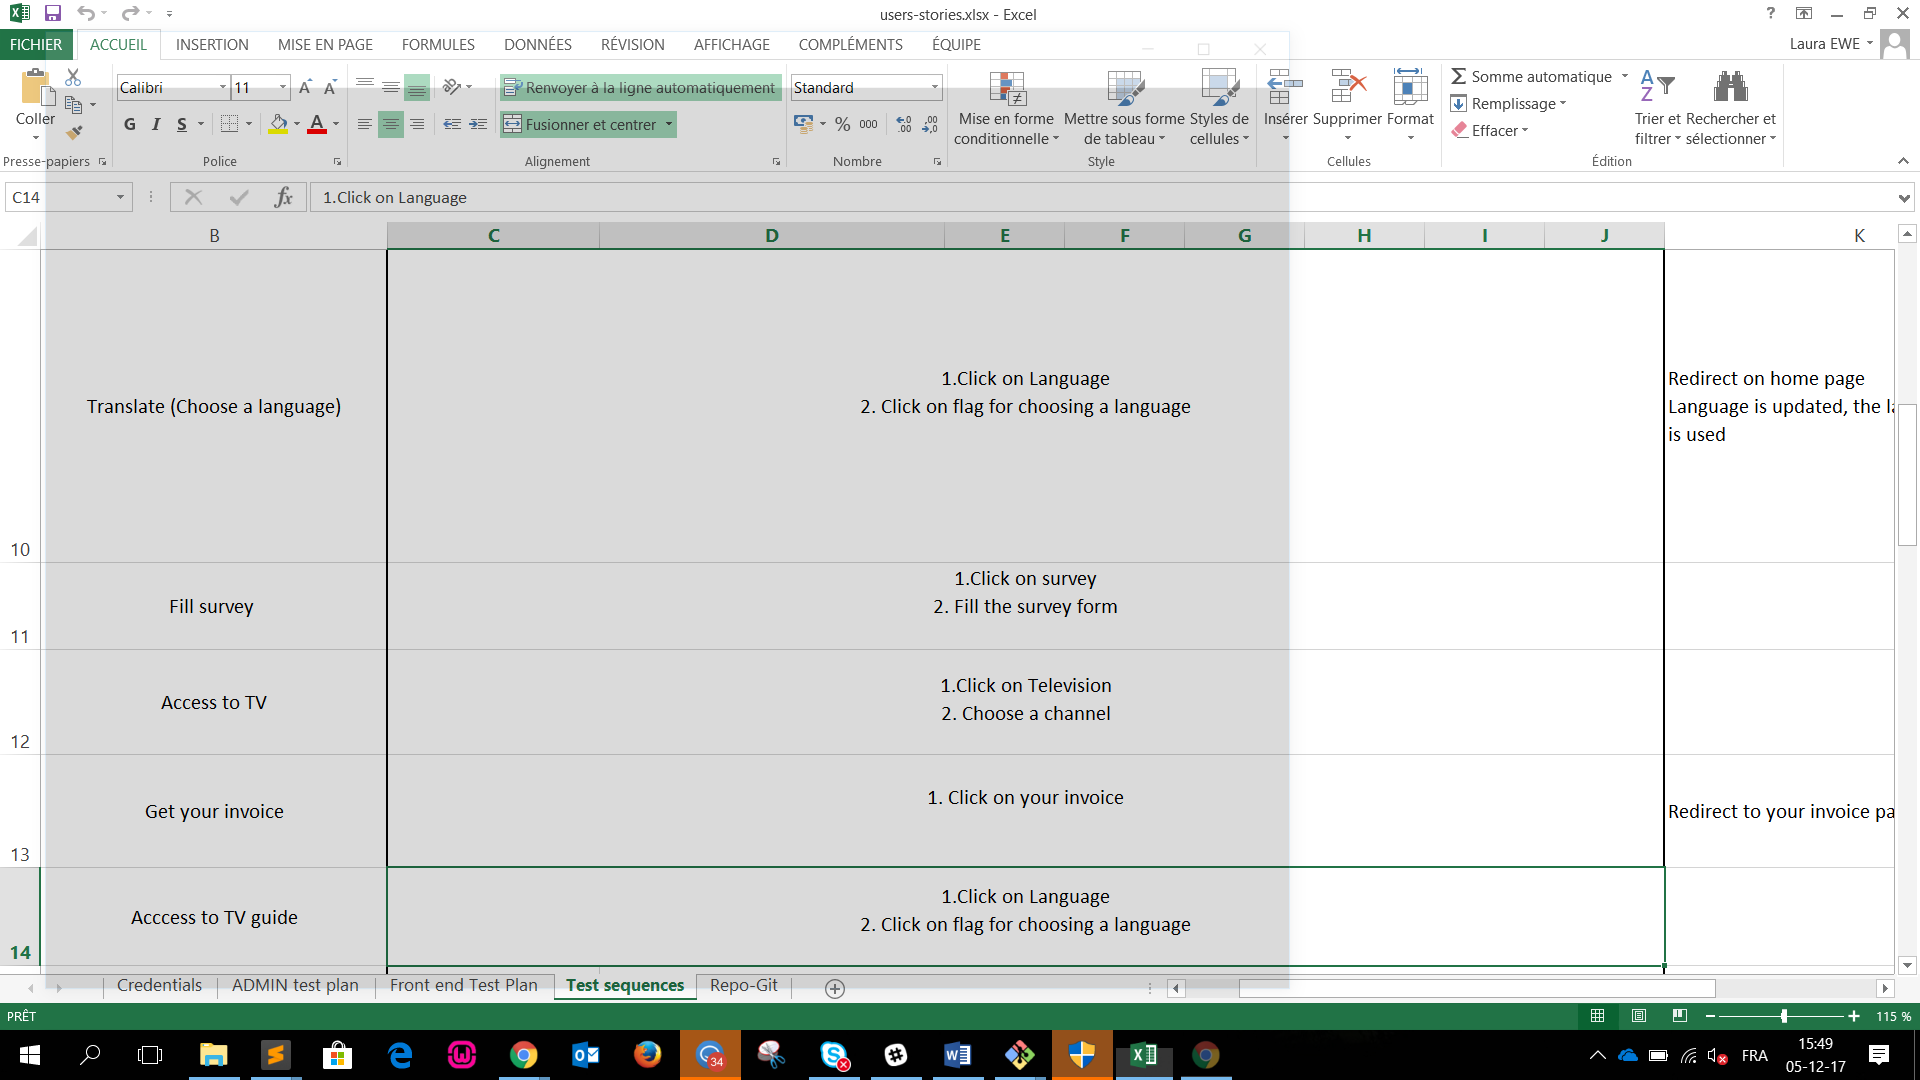 users-stories.xlsx - Excel
FICHIER ACCUEIL INSERTION MISE EN PAGE FORMULES DONNÉES RÉVISION AFFICHAGE COMPLÉMENTS ÉQUIPE Laura EWE
Calibri 11 Renvoyer à la ligne automatiquement Standard Somme automatique
Remplissage
Coller Mise en forme Mettre sous forme Styles de Insérer Supprimer Format Trier et Rechercher et
G I S A Fusionner et centrer % 000 conditionnelle de tableau cellules Effacer filtrer sélectionner
Presse-papiers Police Alignement Nombre Style Cellules Édition
C14 fx 1.Click on Language
B C D E F G H I J K
1.Click on Language
2. Click on flag for choosing a language
Translate (Choose a language)
Redirect on home page
Language is updated, the
is used
10
1.Click on survey
2. Fill the survey form
Fill survey
11
1.Click on Television
2. Choose a channel
Access to TV
12
1. Click on your invoice
Get your invoice
Redirect to your invoice pa
13
1.Click on Language
2. Click on flag for choosing a language
Acccess to TV guide
14
Credentials ADMIN test plan Front end Test Plan Test sequences Repo-Git
PRÊT 115 %
34
FRA
15:49
05-12-17